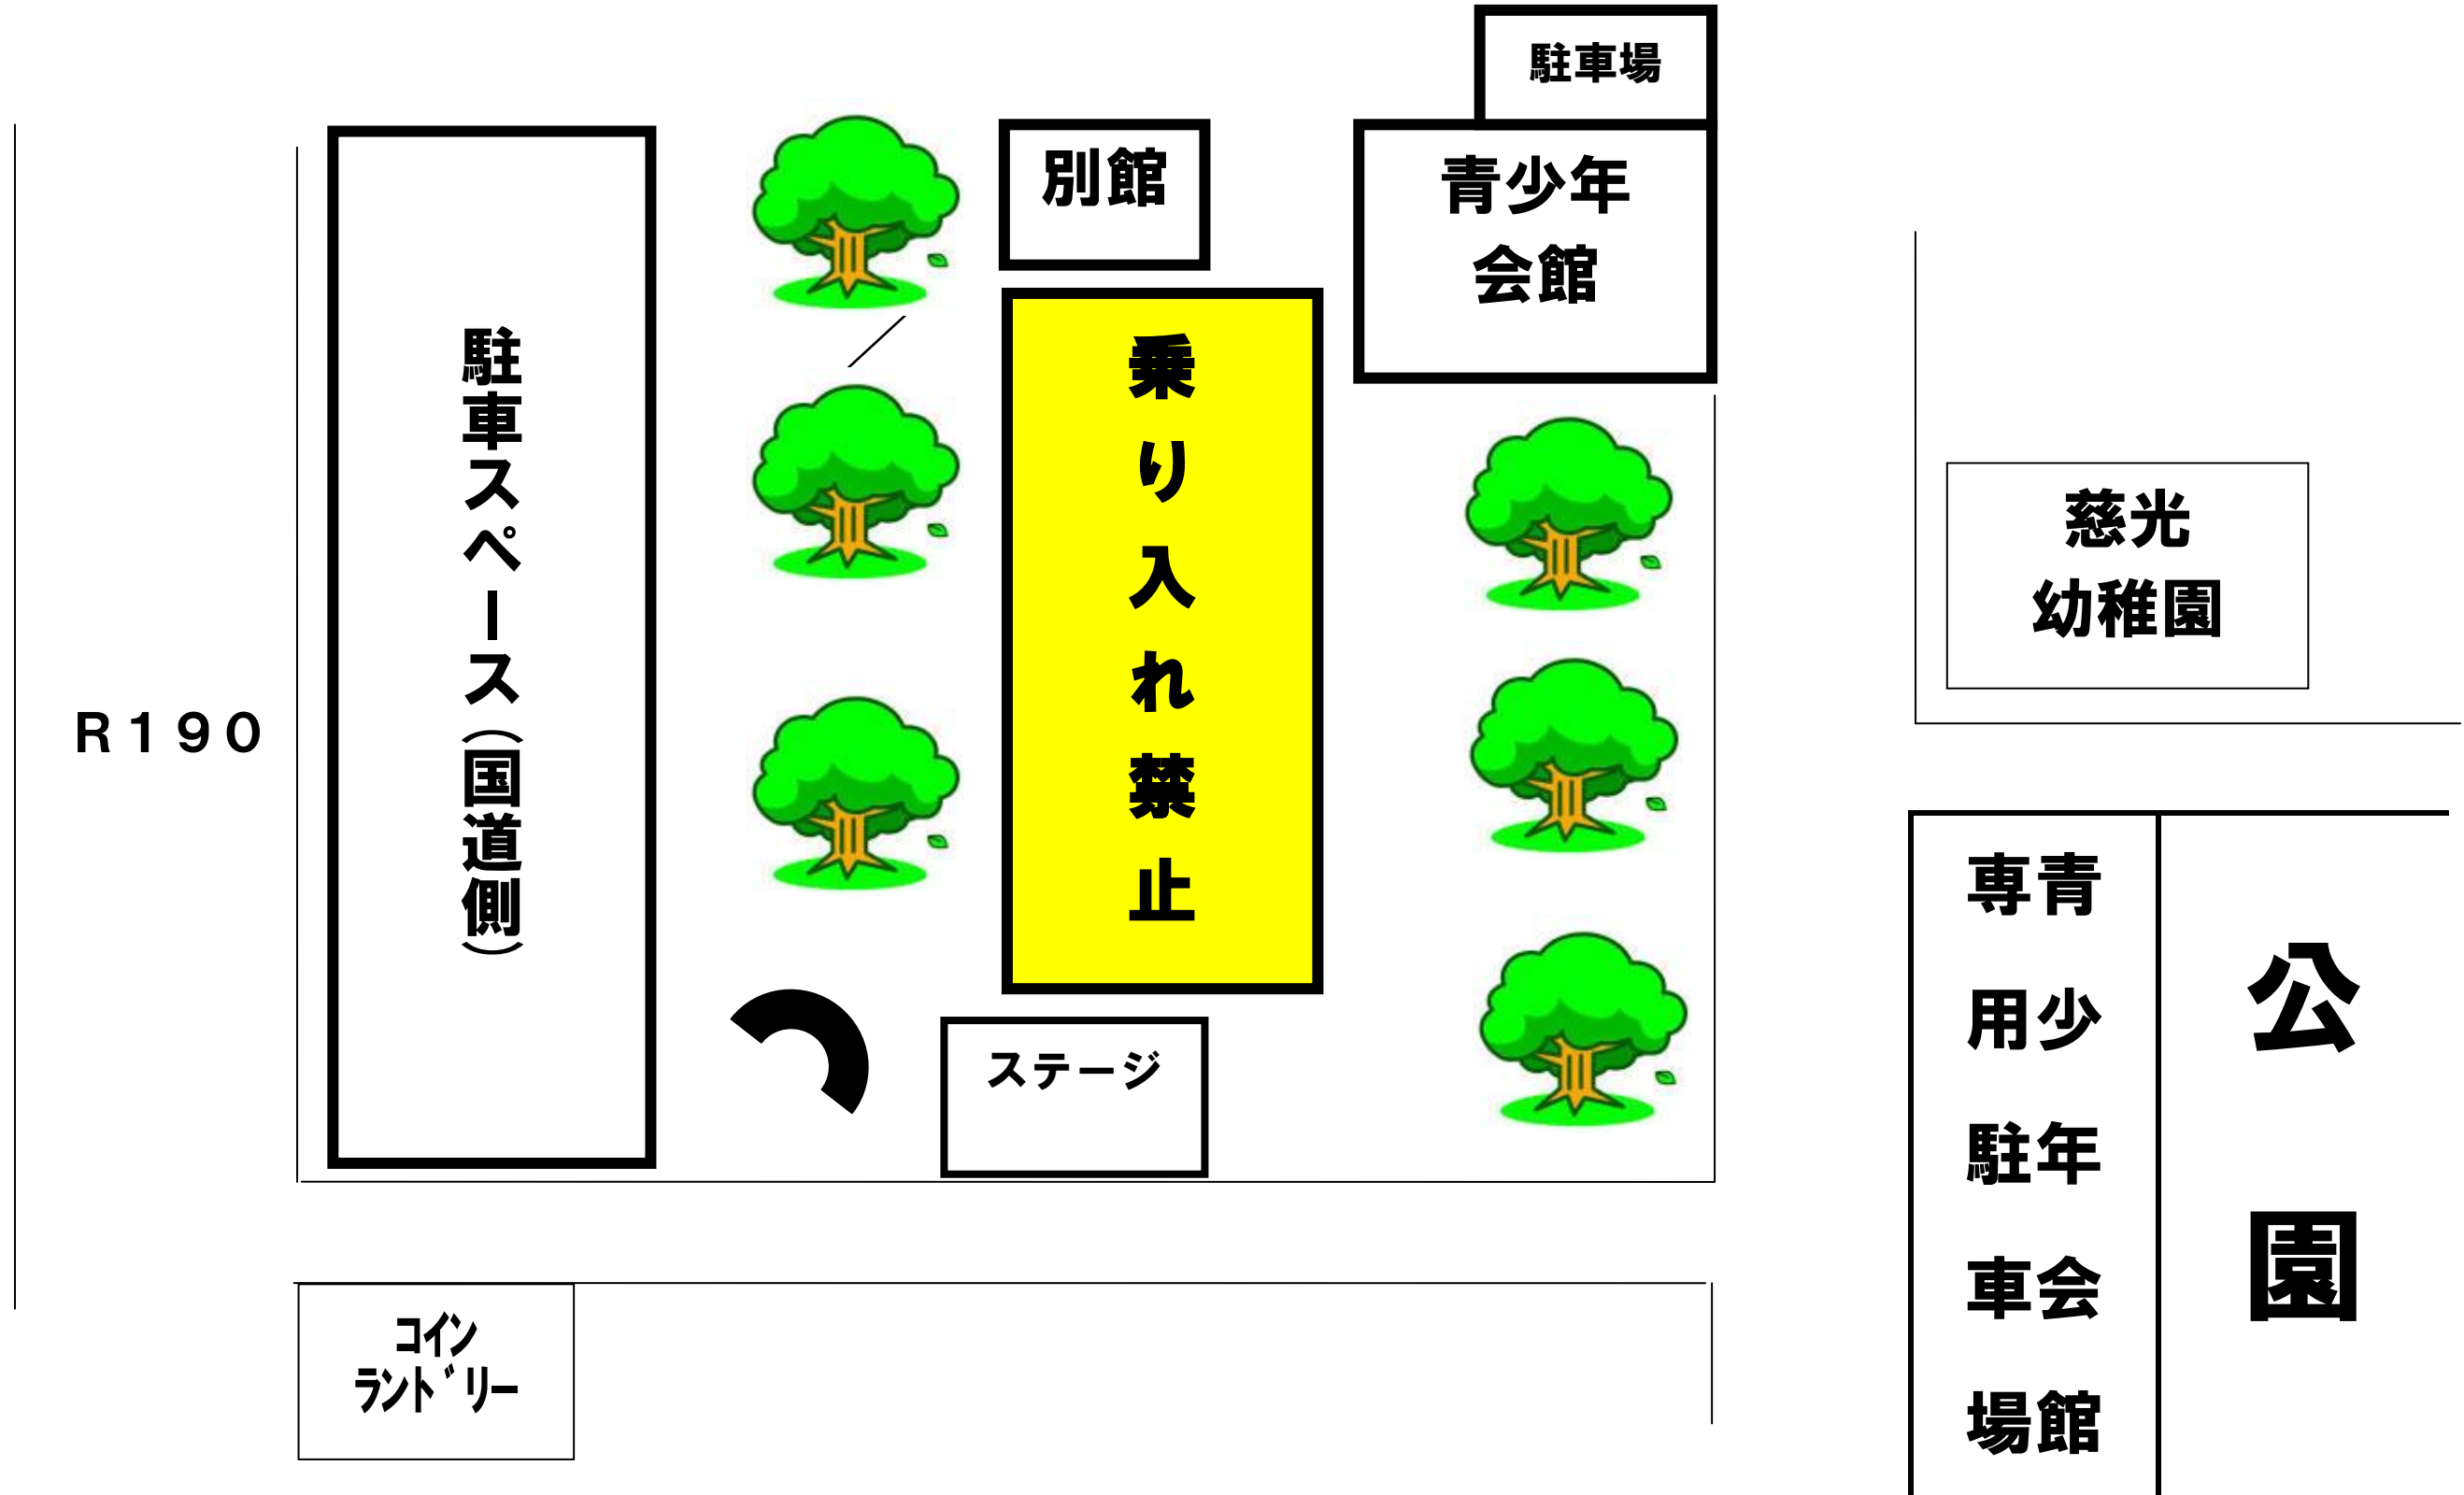 駐車場
別館
青少年
会館
駐車スペース（国道側）
乗り入れ禁止
慈光
幼稚園
Ｒ１９０
青少年会館
専用駐車場
公園
ステージ
コイン
ランドリー